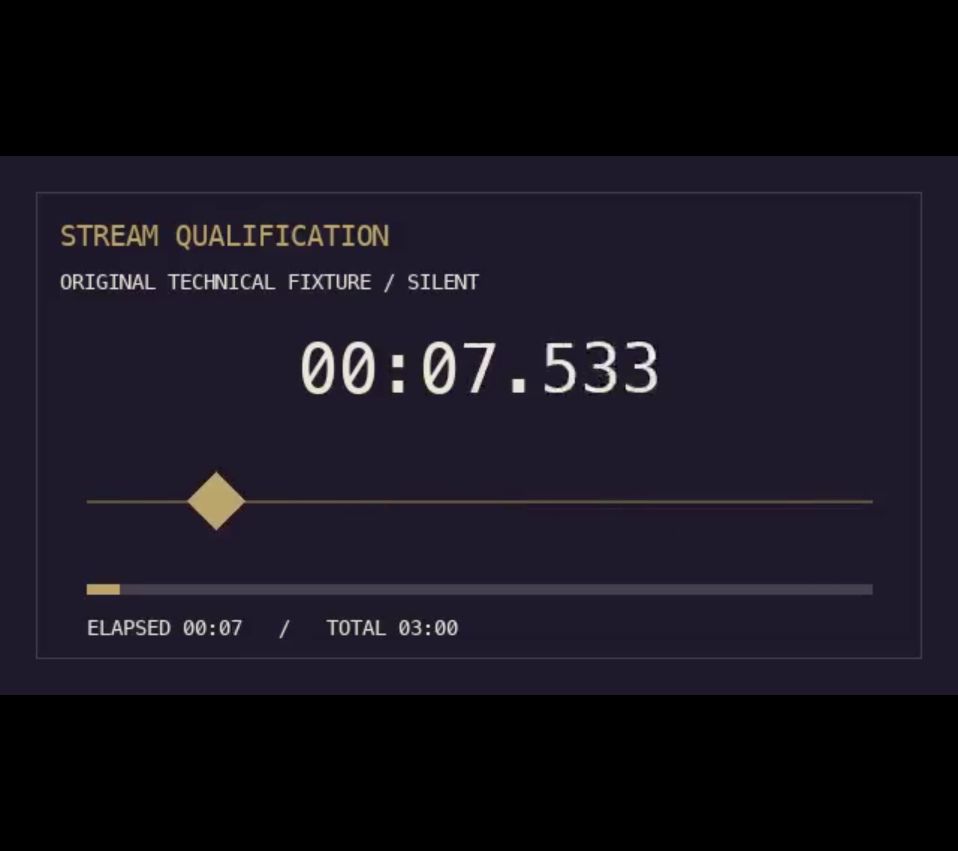 STREAM QUALIFICATION
ORIGINAL TECHNICAL FIXTURE / SILENT
00:07.533
ELAPSED 00:07 / TOTAL 03:00